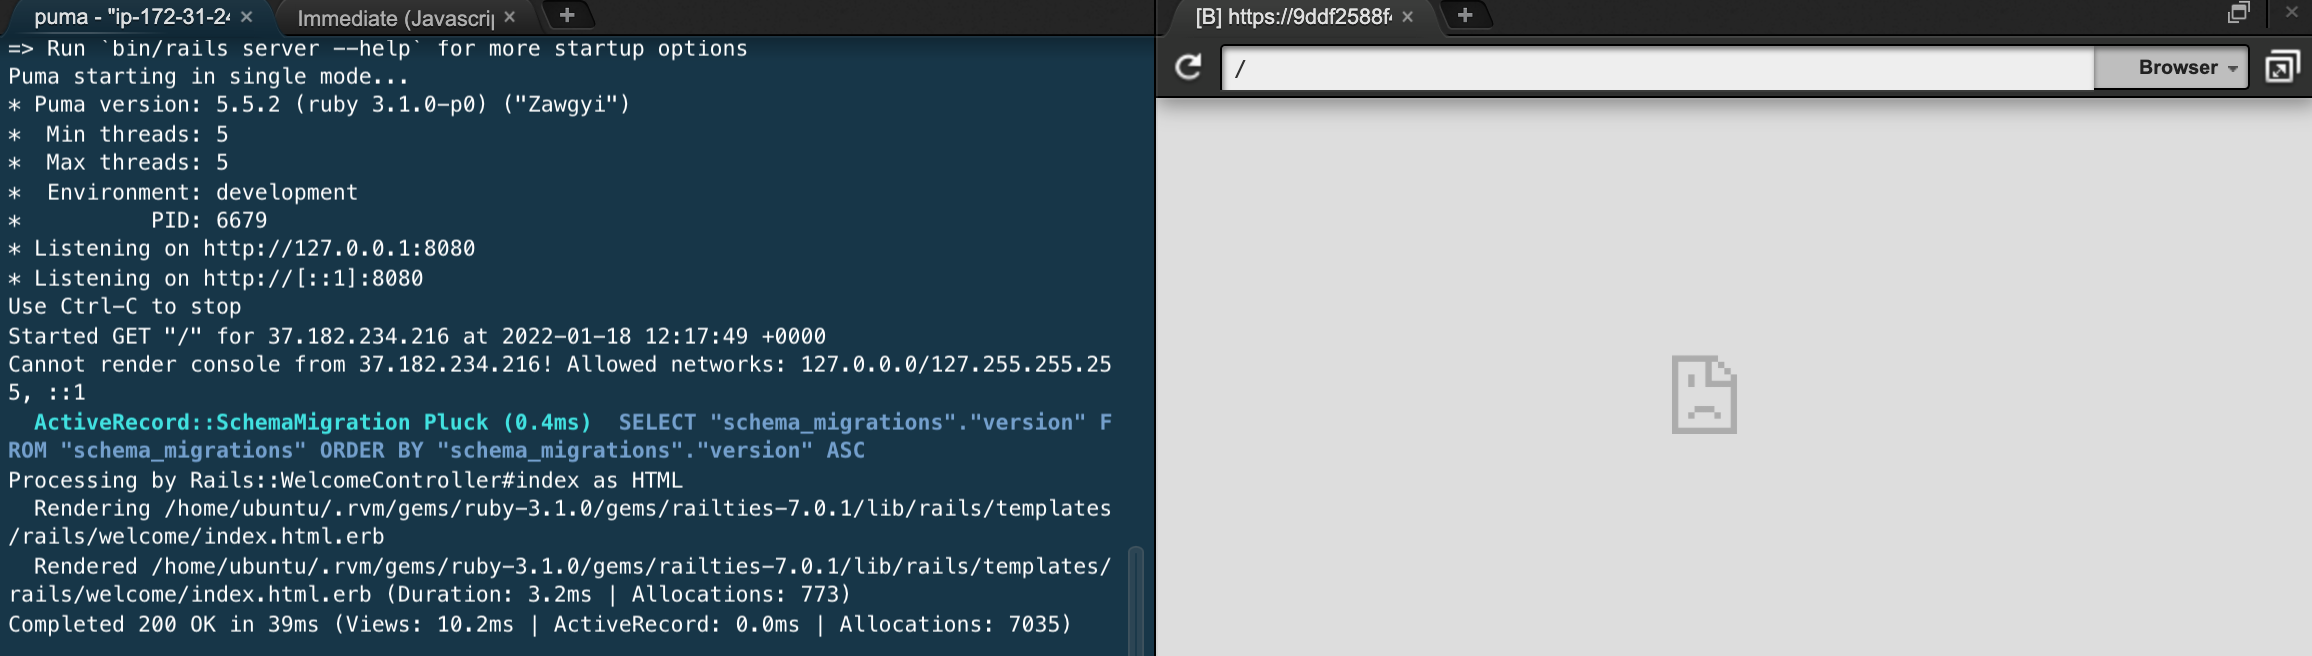 puma - "ip-172-31-24
Immediate (Javascrip
[B] https://9ddf2588f4
=> Run `bin/rails server --help` for more startup options
Puma starting in single mode...
* Puma version: 5.5.2 (ruby 3.1.0-p0) ("Zawgyi")
*  Min threads: 5
*  Max threads: 5
*  Environment: development
*          PID: 6679
* Listening on http://127.0.0.1:8080
* Listening on http://[::1]:8080
Use Ctrl-C to stop
Started GET "/" for 37.182.234.216 at 2022-01-18 12:17:49 +0000
Cannot render console from 37.182.234.216! Allowed networks: 127.0.0.0/127.255.255.25
5, ::1
  ActiveRecord::SchemaMigration Pluck (0.4ms)  SELECT "schema_migrations"."version" F
ROM "schema_migrations" ORDER BY "schema_migrations"."version" ASC
Processing by Rails::WelcomeController#index as HTML
  Rendering /home/ubuntu/.rvm/gems/ruby-3.1.0/gems/railties-7.0.1/lib/rails/templates
/rails/welcome/index.html.erb
  Rendered /home/ubuntu/.rvm/gems/ruby-3.1.0/gems/railties-7.0.1/lib/rails/templates/
rails/welcome/index.html.erb (Duration: 3.2ms | Allocations: 773)
Completed 200 OK in 39ms (Views: 10.2ms | ActiveRecord: 0.0ms | Allocations: 7035)
/
Browser